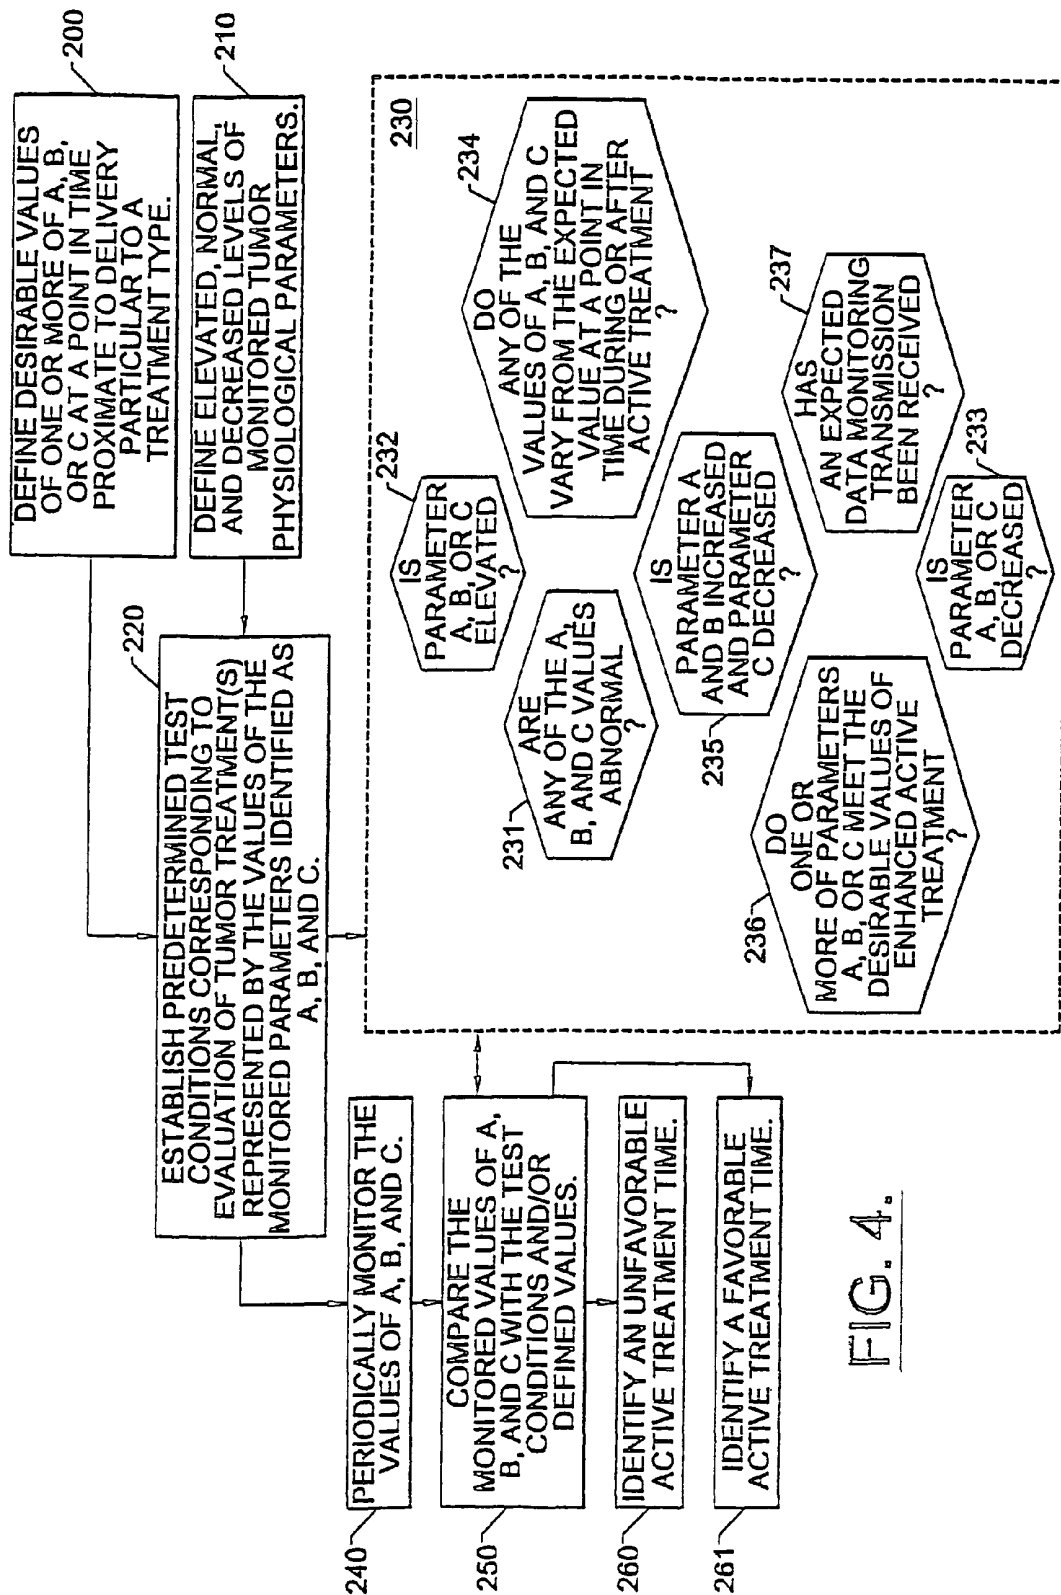 200
DEFINE DESIRABLE VALUES
OF ONE OR MORE OF A, B,
OR C AT A POINT IN TIME
PROXIMATE TO DELIVERY
PARTICULAR TO A
TREATMENT TYPE.
210
DEFINE ELEVATED, NORMAL,
AND DECREASED LEVELS OF
MONITORED TUMOR
PHYSIOLOGICAL PARAMETERS.
220
ESTABLISH PREDETERMINED TEST
CONDITIONS CORRESPONDING TO
EVALUATION OF TUMOR TREATMENT(S)
REPRESENTED BY THE VALUES OF THE
MONITORED PARAMETERS IDENTIFIED AS
A, B, AND C.
230
231
ARE
ANY OF THE A,
B, AND C VALUES
ABNORMAL
?
232
IS
PARAMETER
A, B, OR C
ELEVATED
?
234
DO
ANY OF THE
VALUES OF A, B, AND C
VARY FROM THE EXPECTED
VALUE AT A POINT IN
TIME DURING OR AFTER
ACTIVE TREATMENT
?
235
IS
PARAMETER A
AND B INCREASED
AND PARAMETER
C DECREASED
?
236
DO
ONE OR
MORE OF PARAMETERS
A, B, OR C MEET THE
DESIRABLE VALUES OF
ENHANCED ACTIVE
TREATMENT
?
237
HAS
AN EXPECTED
DATA MONITORING
TRANSMISSION
BEEN RECEIVED
?
233
IS
PARAMETER
A, B, OR C
DECREASED
?
240
PERIODICALLY MONITOR THE
VALUES OF A, B, AND C.
250
COMPARE THE
MONITORED VALUES OF A,
B, AND C WITH THE TEST
CONDITIONS AND/OR
DEFINED VALUES.
260
IDENTIFY AN UNFAVORABLE
ACTIVE TREATMENT TIME.
261
IDENTIFY A FAVORABLE
ACTIVE TREATMENT TIME.
FIG. 4.